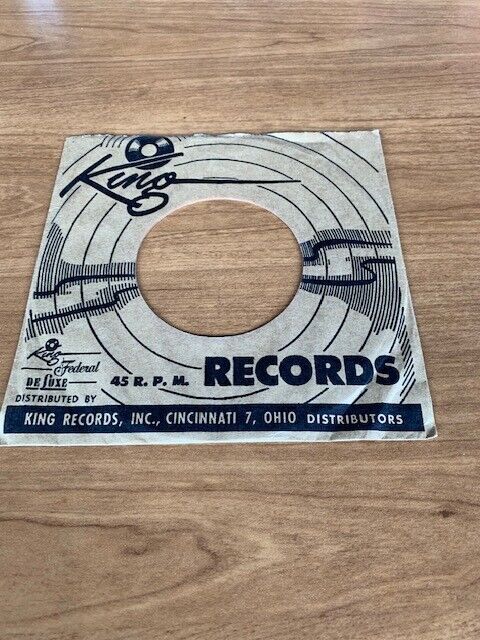 King
King
Federal
DE LUXE
45 R. P. M. RECORDS
DISTRIBUTED BY
KING RECORDS, INC., CINCINNATI 7, OHIO DISTRIBUTORS